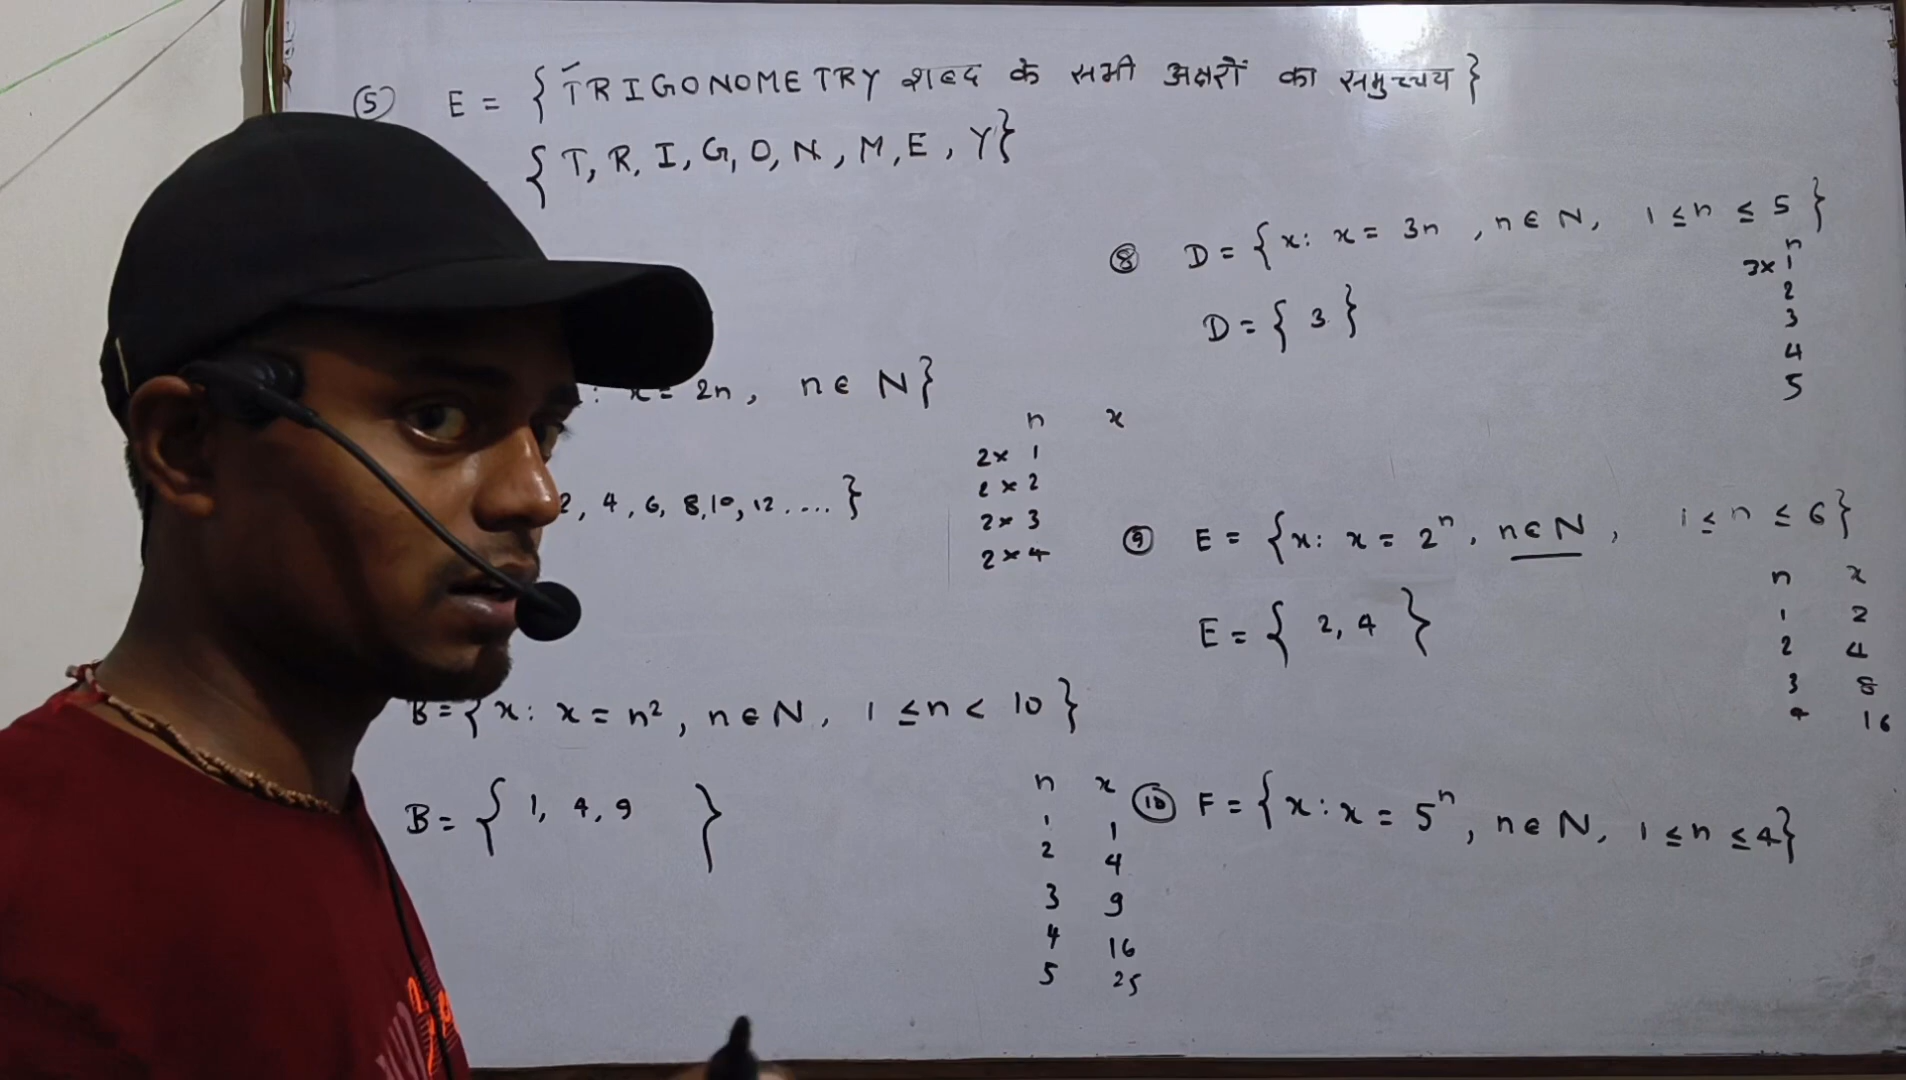 ⑤ E = { TRIGONOMETRY शब्द के सभी अक्षरों का समुच्चय }
{ T, R, I, G, O, N, M, E, Y }
: x = 2n, n ∈ N }
n x
2× 1
2 × 2
2× 3
2 × 4
2, 4, 6, 8, 10, 12 .... }
B = { x : x = n², n ∈ N, 1 ≤ n < 10 }
B = { 1, 4, 9 }
n x
1 1
2 4
3 9
4 16
5 25
⑧ D = { x : x = 3n , n ∈ N, 1 ≤ n ≤ 5 }
n
3× 1
2
3
4
5
D = { 3 }
⑨ E = { x : x = 2ⁿ, n ∈ N , 1 ≤ n ≤ 6 }
n x
1 2
2 4
3 8
4 16
E = { 2, 4 }
⑩ F = { x : x = 5ⁿ, n ∈ N, 1 ≤ n ≤ 4 }